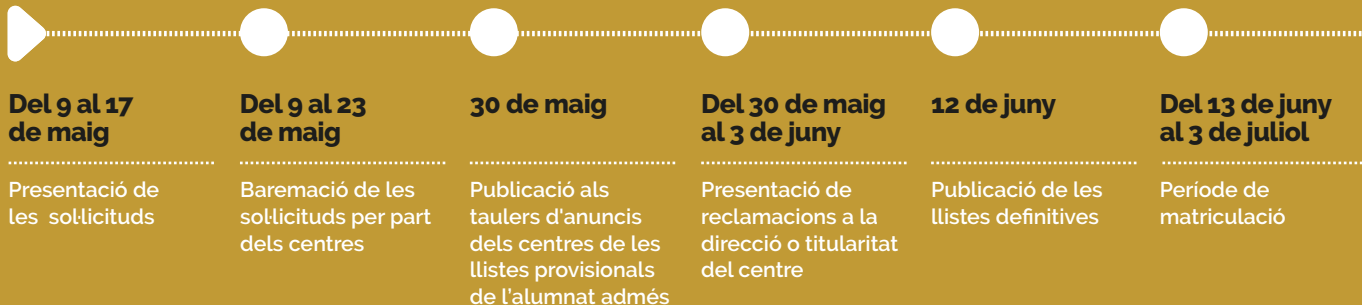 Del 9 al 17
de maig
Presentació de
les sol·licituds
Del 9 al 23
de maig
Baremació de les
sol·licituds per part
dels centres
30 de maig
Publicació als
taulers d'anuncis
dels centres de les
llistes provisionals
de l'alumnat admés
Del 30 de maig
al 3 de juny
Presentació de
reclamacions a la
direcció o titularitat
del centre
12 de juny
Publicació de les
llistes definitives
Del 13 de juny
al 3 de juliol
Període de
matriculació